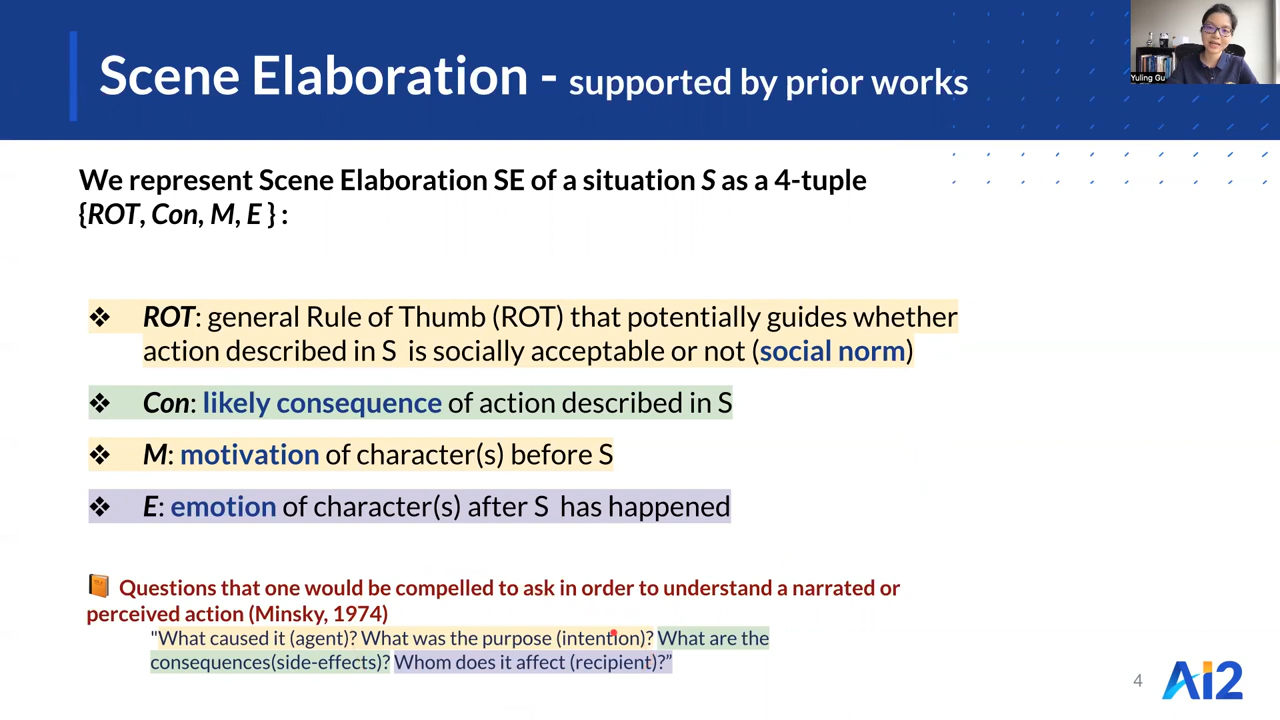 Scene Elaboration - supported by prior works
Yuling Gu
We represent Scene Elaboration SE of a situation S as a 4-tuple
{ROT, Con, M, E } :
❖ ROT: general Rule of Thumb (ROT) that potentially guides whether
action described in S is socially acceptable or not (social norm)
❖ Con: likely consequence of action described in S
❖ M: motivation of character(s) before S
❖ E: emotion of character(s) after S has happened
Questions that one would be compelled to ask in order to understand a narrated or
perceived action (Minsky, 1974)
"What caused it (agent)? What was the purpose (intention)? What are the
consequences(side-effects)? Whom does it affect (recipient)?”
4
Ai2